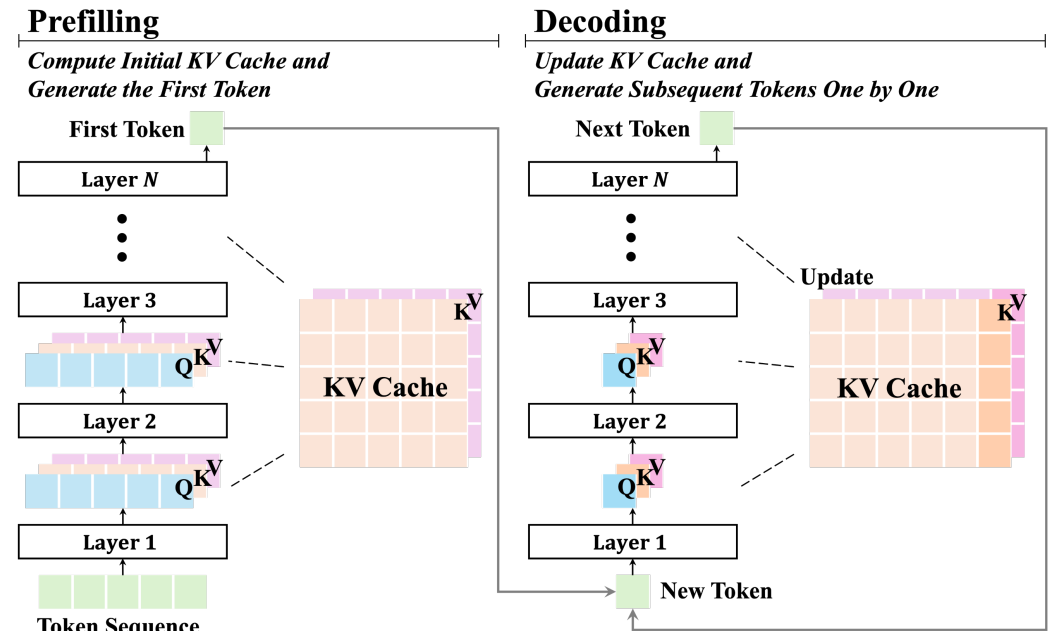 Prefilling
Compute Initial KV Cache and
Generate the First Token
First Token
Layer N
Layer 3
Q K V
Layer 2
Q K V
Layer 1
Token Sequence
K V
KV Cache
Decoding
Update KV Cache and
Generate Subsequent Tokens One by One
Next Token
Layer N
Layer 3
Q K V
Layer 2
Q K V
Layer 1
New Token
Update
K V
KV Cache